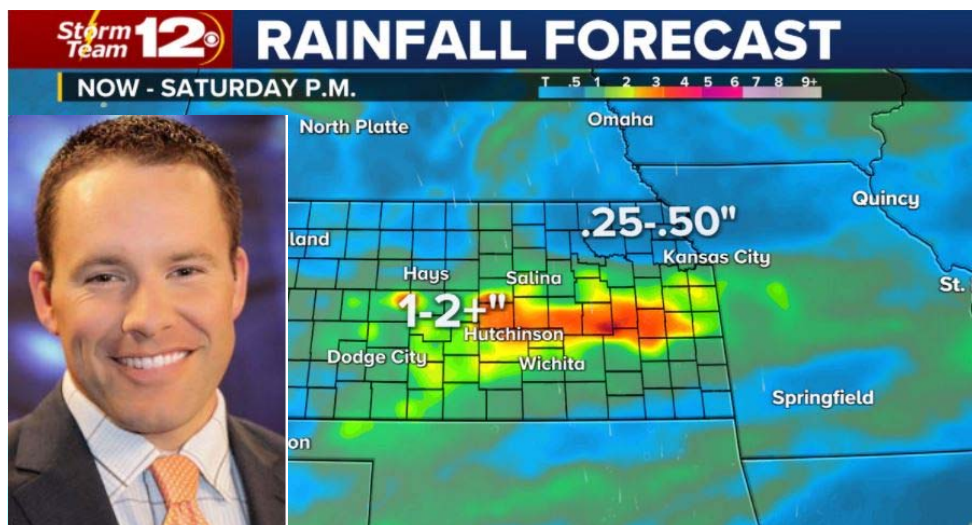 Storm
Team 12
RAINFALL FORECAST
NOW - SATURDAY P.M.
T .5 1 2 3 4 5 6 7 8 9+
North Platte
Omaha
Quincy
.25-.50"
land
Kansas City
Hays
Salina
St.
1-2+"
Hutchinson
Dodge City
Wichita
Springfield
on